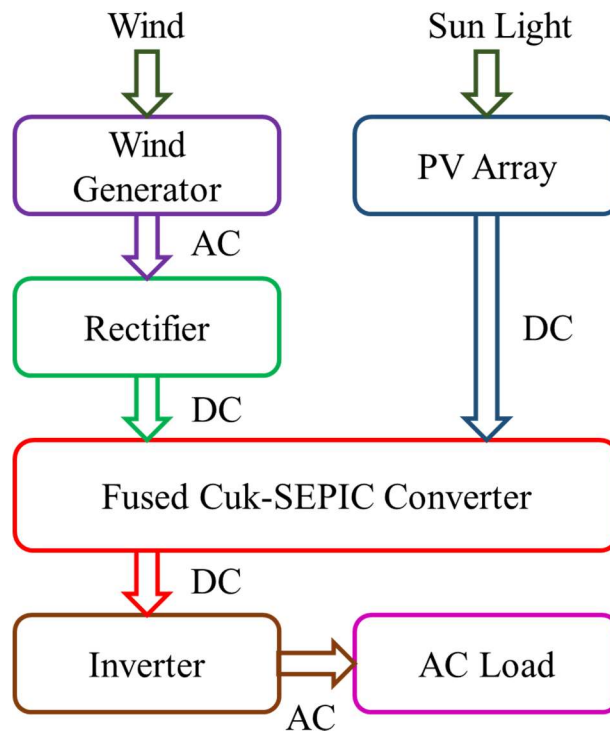 Wind
Sun Light
Wind
Generator
PV Array
AC
Rectifier
DC
DC
Fused Cuk-SEPIC Converter
DC
Inverter
AC Load
AC